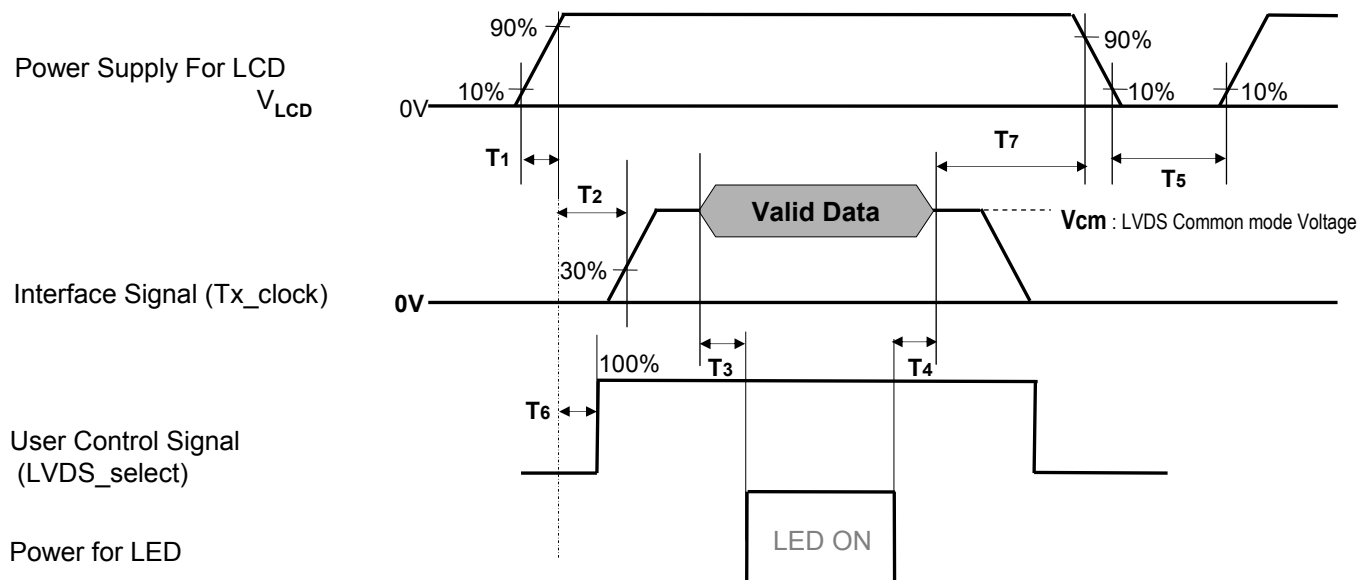 90%
90%
Power Supply For LCD
VLCD
10%
10%
10%
0V
T1
T7
T2
T5
Valid Data
Vcm : LVDS Common mode Voltage
30%
Interface Signal (Tx_clock)
0V
T3
T4
100%
T6
User Control Signal
(LVDS_select)
LED ON
Power for LED